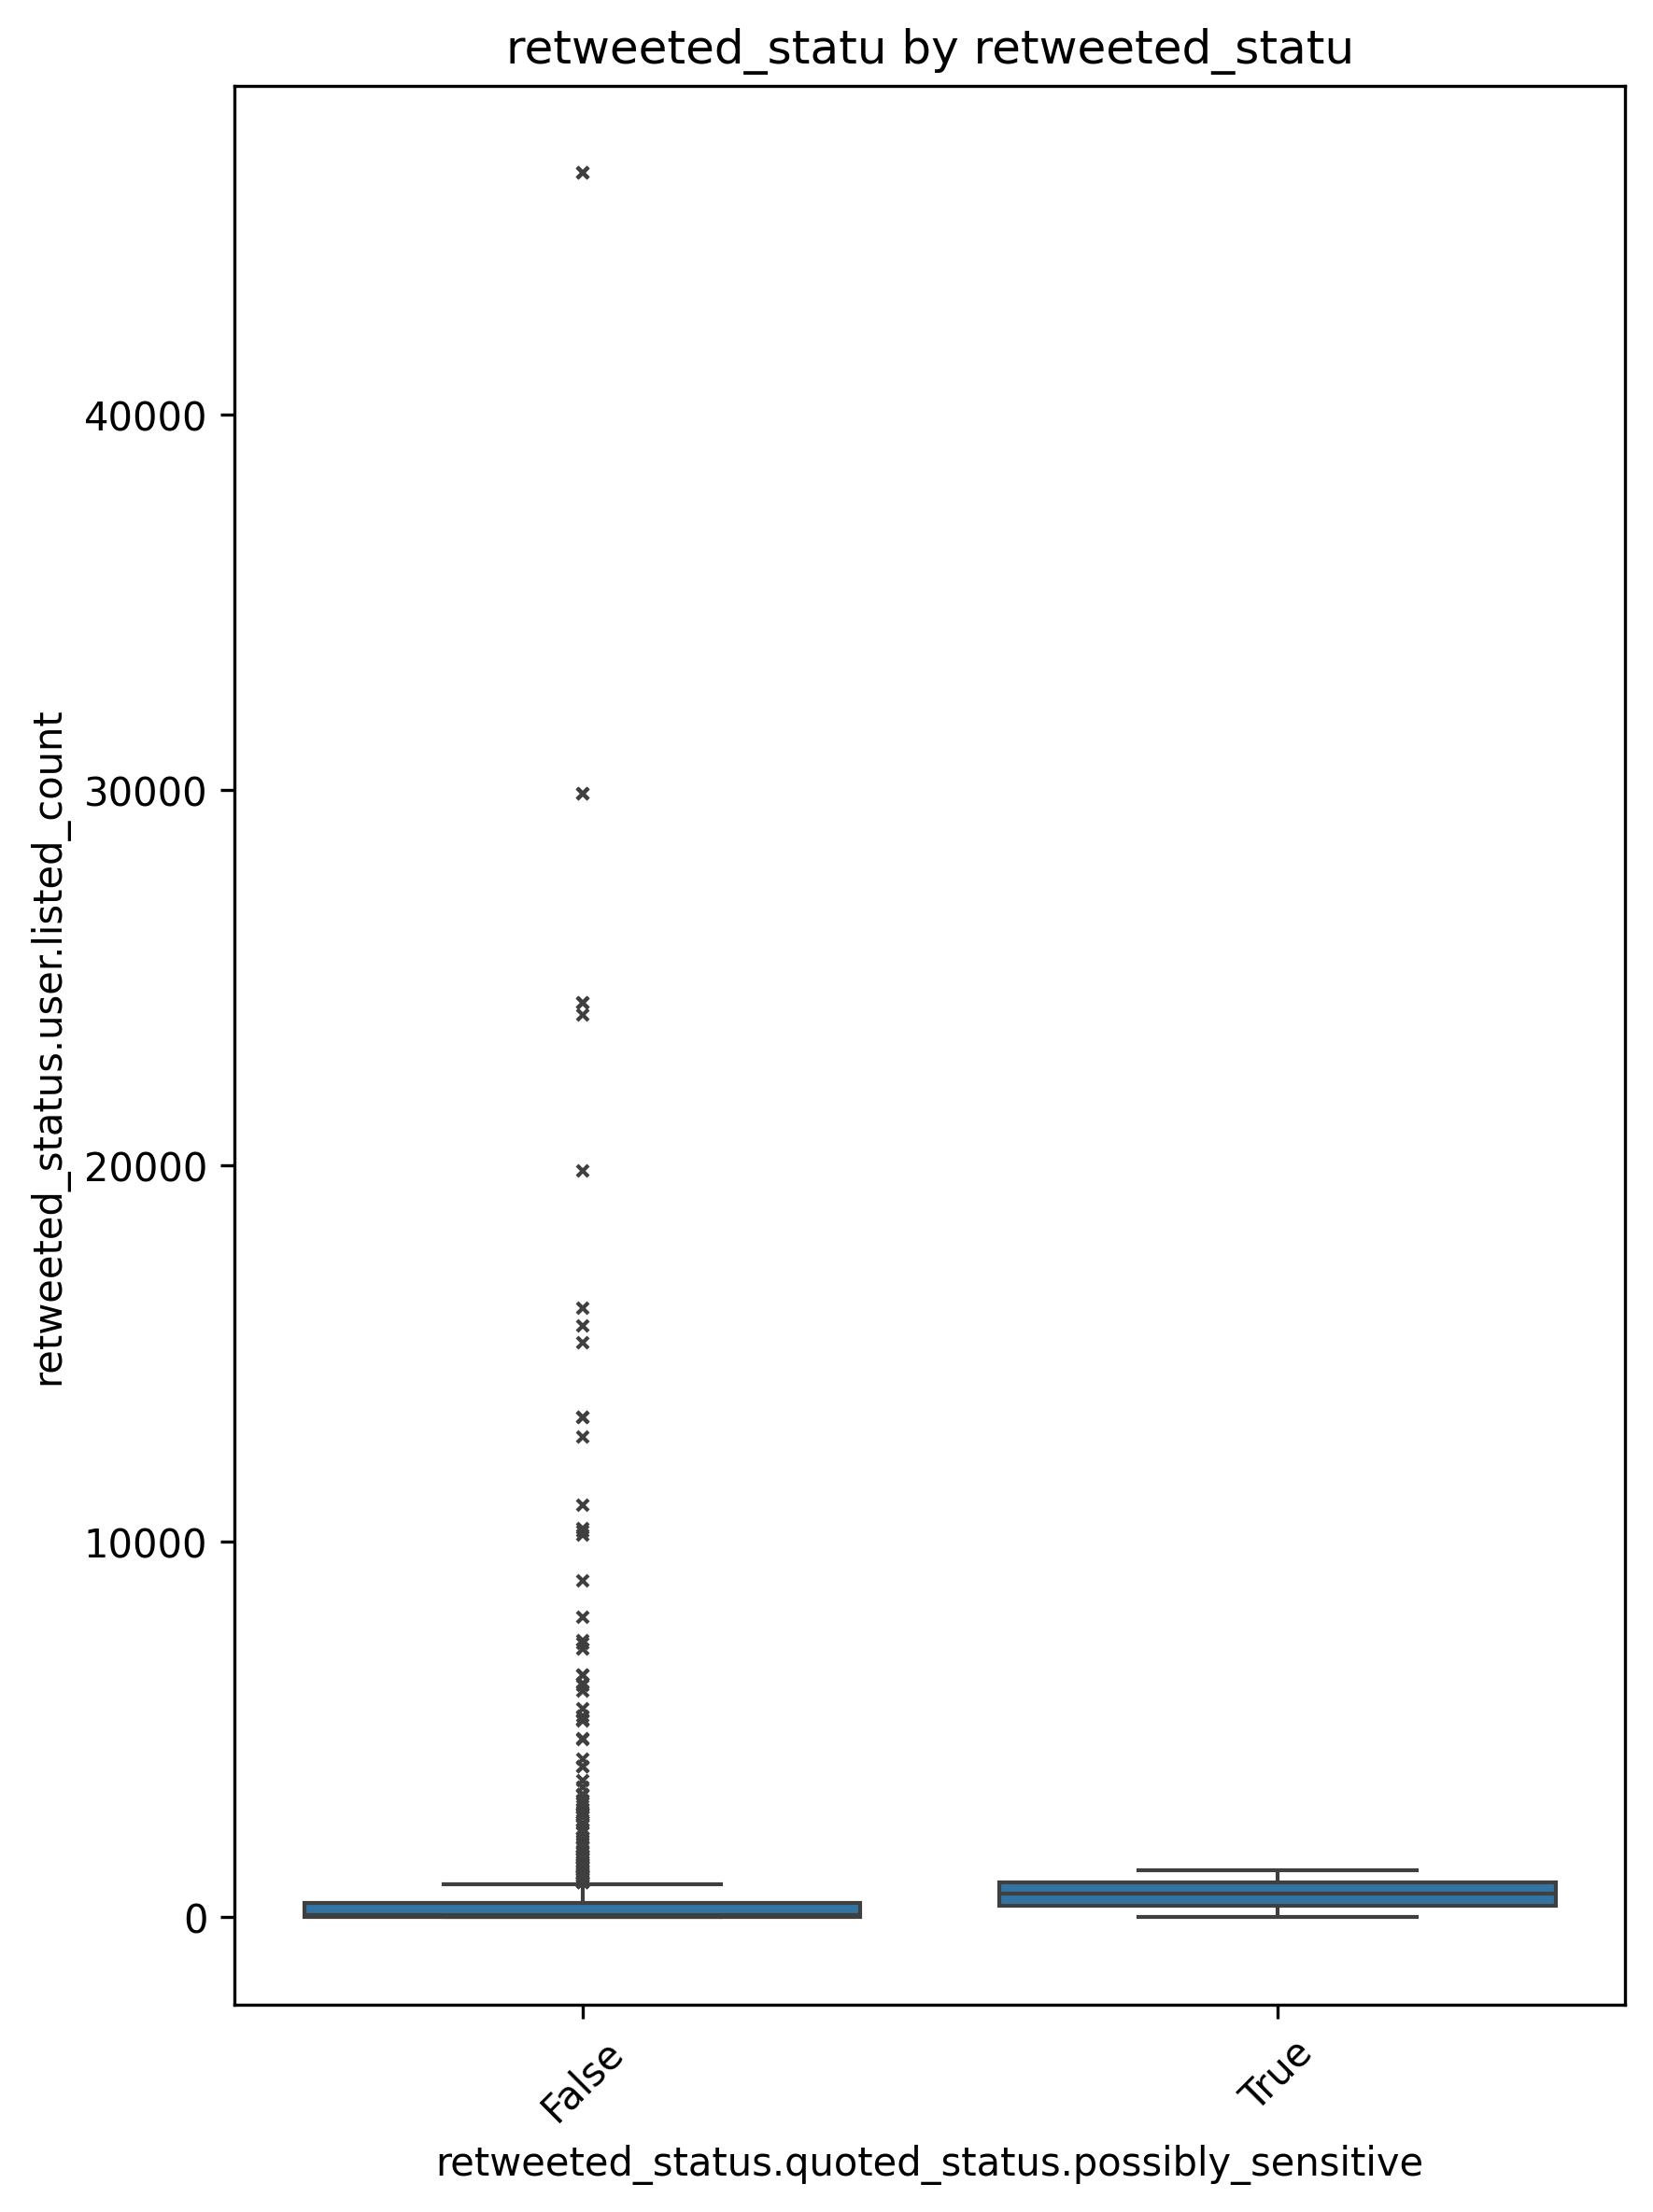 retweeted_statu by retweeted_statu
retweeted_status.user.listed_count
40000
30000
20000
10000
0
False
True
retweeted_status.quoted_status.possibly_sensitive